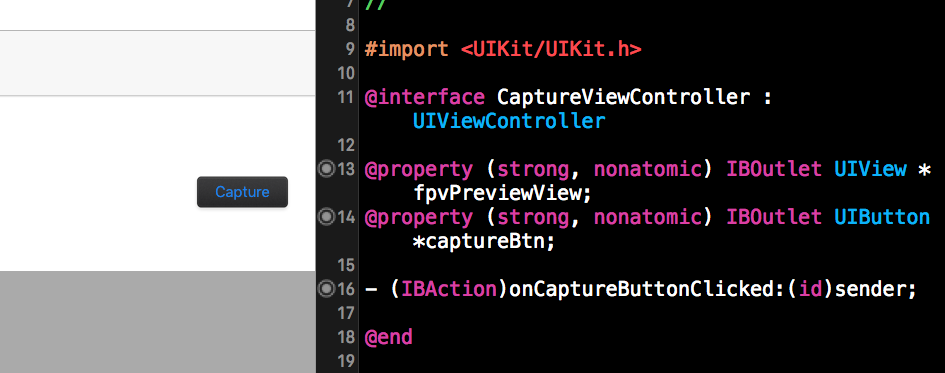 Capture
7 //
8
9 #import <UIKit/UIKit.h>
10
11 @interface CaptureViewController :
UIViewController
12
13 @property (strong, nonatomic) IBOutlet UIView *
fpvPreviewView;
14 @property (strong, nonatomic) IBOutlet UIButton
*captureBtn;
15
16 - (IBAction)onCaptureButtonClicked:(id)sender;
17
18 @end
19